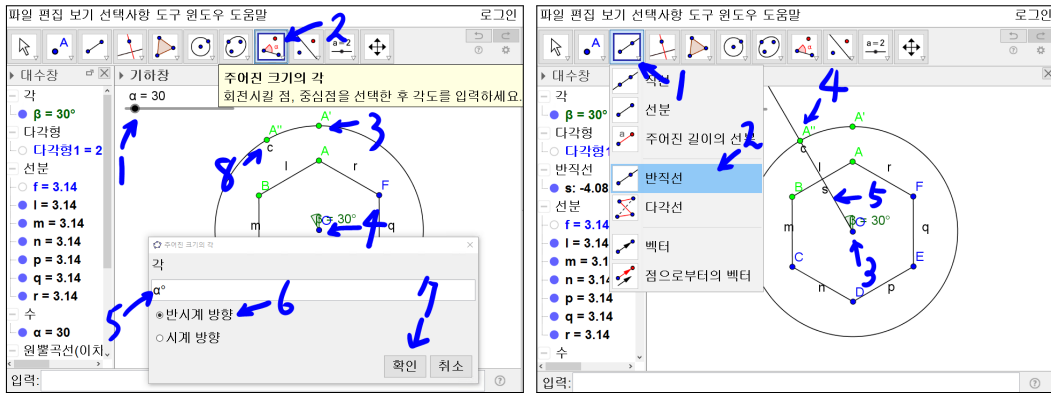 파일 편집 보기 선택사항 도구 윈도우 도움말 로그인
2
a=2
대수창
기하창
주어진 크기의 각
회전시킬 점, 중심점을 선택한 후 각도를 입력하세요.
각
β = 30°
다각형
다각형1 = 2
선분
f = 3.14
l = 3.14
m = 3.14
n = 3.14
p = 3.14
q = 3.14
r = 3.14
수
α = 30
원뿔곡선(이차
α = 30
1
A'
3
A''
c
8
A
l
r
B
F
β = 30°
4
m
q
주어진 크기의 각
각
α°
5
반시계 방향
6
시계 방향
7
확인 취소
입력:
파일 편집 보기 선택사항 도구 윈도우 도움말 로그인
A
a=2
대수창
각
β = 30°
다각형
다각형1
반직선
s: -4.08
선분
f = 3.14
l = 3.14
m = 3.1
n = 3.14
p = 3.14
q = 3.14
r = 3.14
수
직선
1
선분
a
주어진 길이의 선분
2
반직선
다각선
벡터
점으로부터의 벡터
4
A''
A'
c
A
l
r
s
5
B
F
β = 30°
m
q
3
C
E
n
D
p
입력: